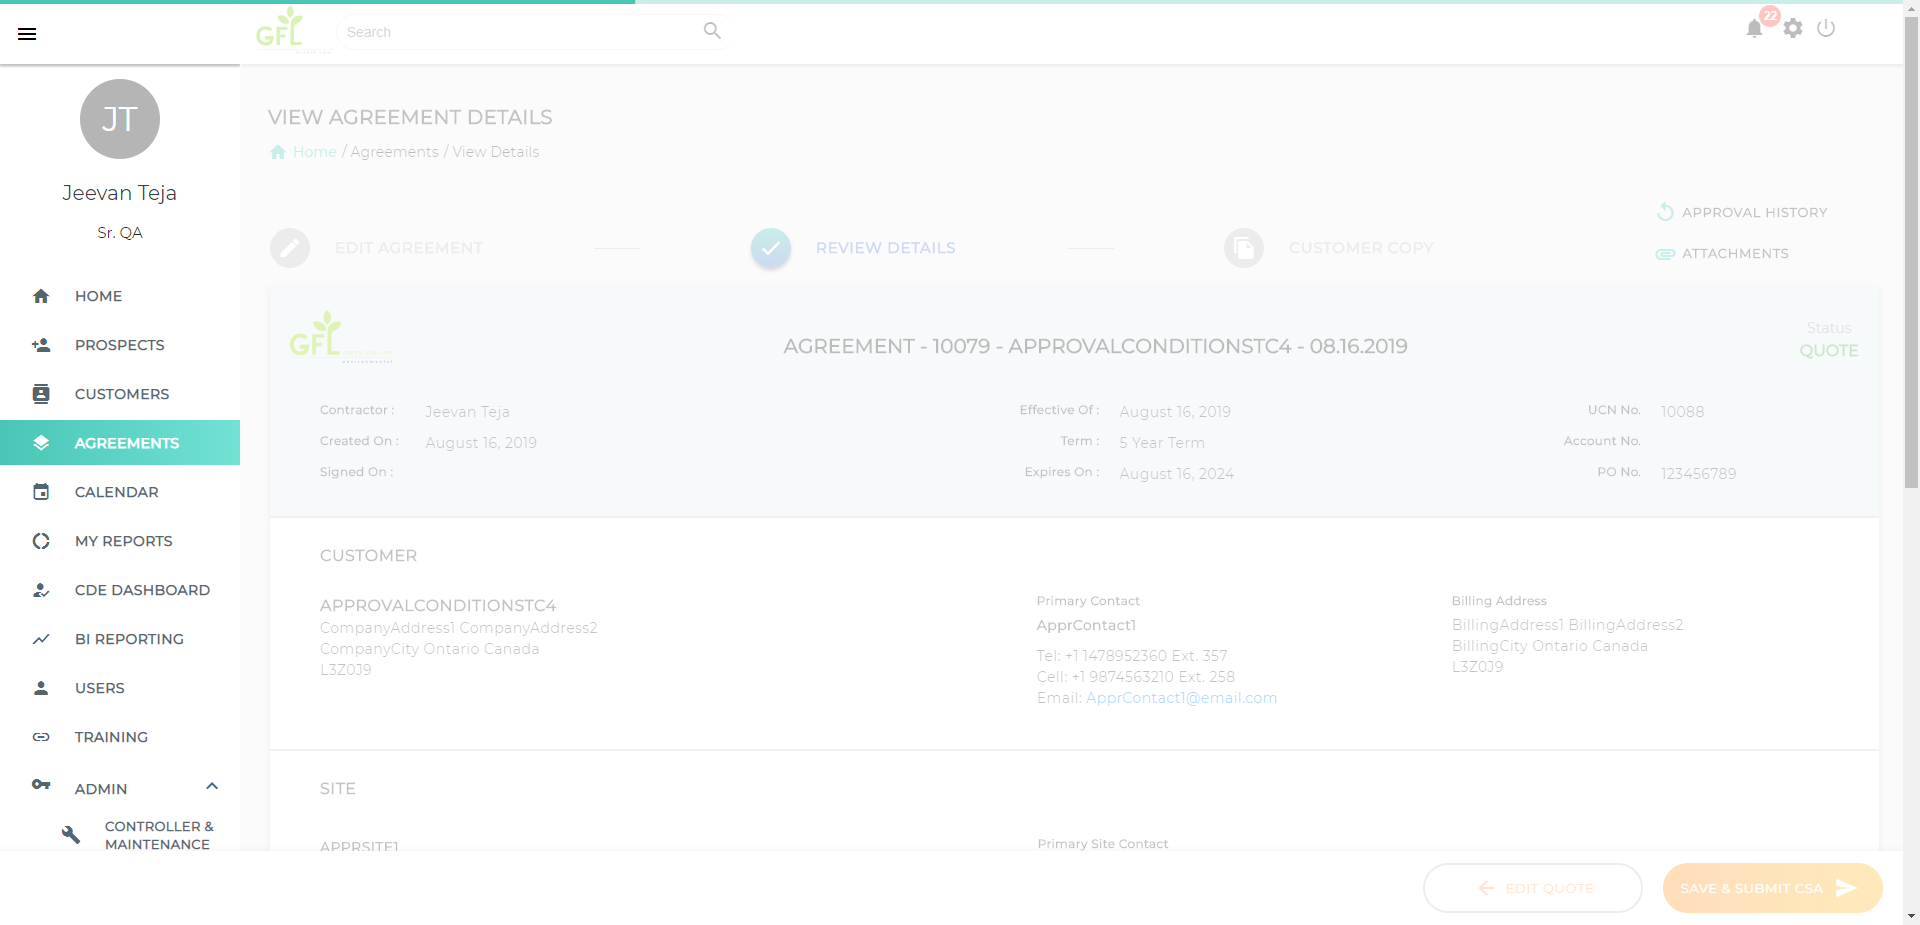 GFL
Search
22
JT
Jeevan Teja
Sr. QA
HOME
PROSPECTS
CUSTOMERS
AGREEMENTS
CALENDAR
MY REPORTS
CDE DASHBOARD
BI REPORTING
USERS
TRAINING
ADMIN
CONTROLLER &
MAINTENANCE
VIEW AGREEMENT DETAILS
Home / Agreements / View Details
APPROVAL HISTORY
ATTACHMENTS
EDIT AGREEMENT
REVIEW DETAILS
CUSTOMER COPY
GFL
environmental
AGREEMENT - 10079 - APPROVALCONDITIONSTC4 - 08.16.2019
Status
QUOTE
Contractor : Jeevan Teja
Created On : August 16, 2019
Signed On :
Effective Of : August 16, 2019
Term : 5 Year Term
Expires On : August 16, 2024
UCN No. 10088
Account No.
PO No. 123456789
CUSTOMER
APPROVALCONDITIONSTC4
CompanyAddress1 CompanyAddress2
CompanyCity Ontario Canada
L3Z0J9
Primary Contact
ApprContact1
Tel: +1 1478952360 Ext. 357
Cell: +1 9874563210 Ext. 258
Email: ApprContact1@email.com
Billing Address
BillingAddress1 BillingAddress2
BillingCity Ontario Canada
L3Z0J9
SITE
APPRSITE1
Primary Site Contact
EDIT QUOTE
SAVE & SUBMIT CSA